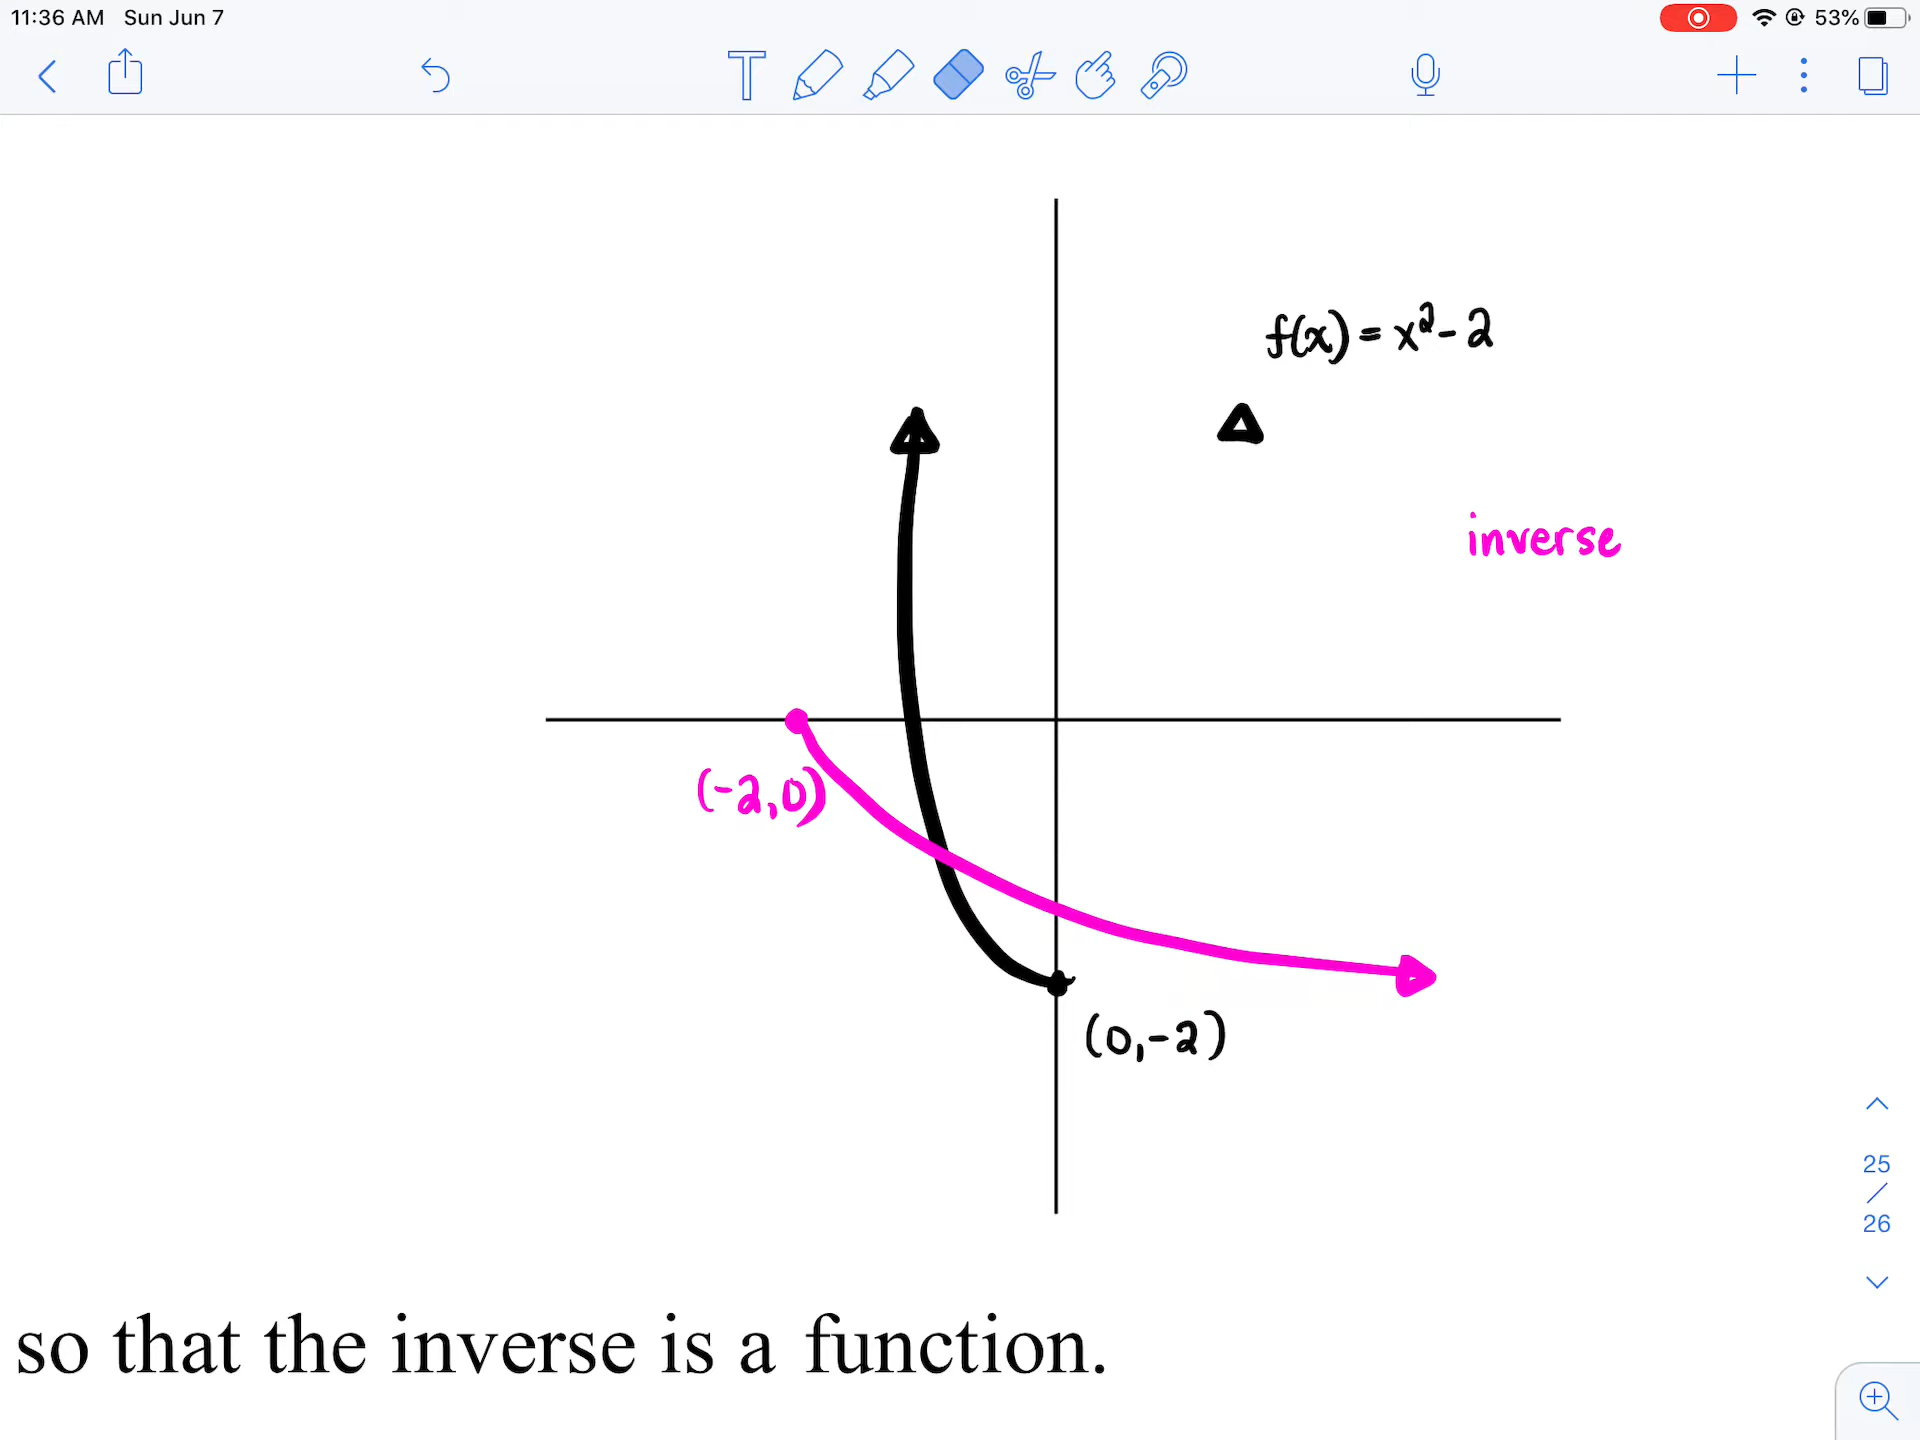 11:36 AM Sun Jun 7
53%
T
f(x) = x² - 2
inverse
(-2,0)
(0,-2)
25
/
26
so that the inverse is a function.